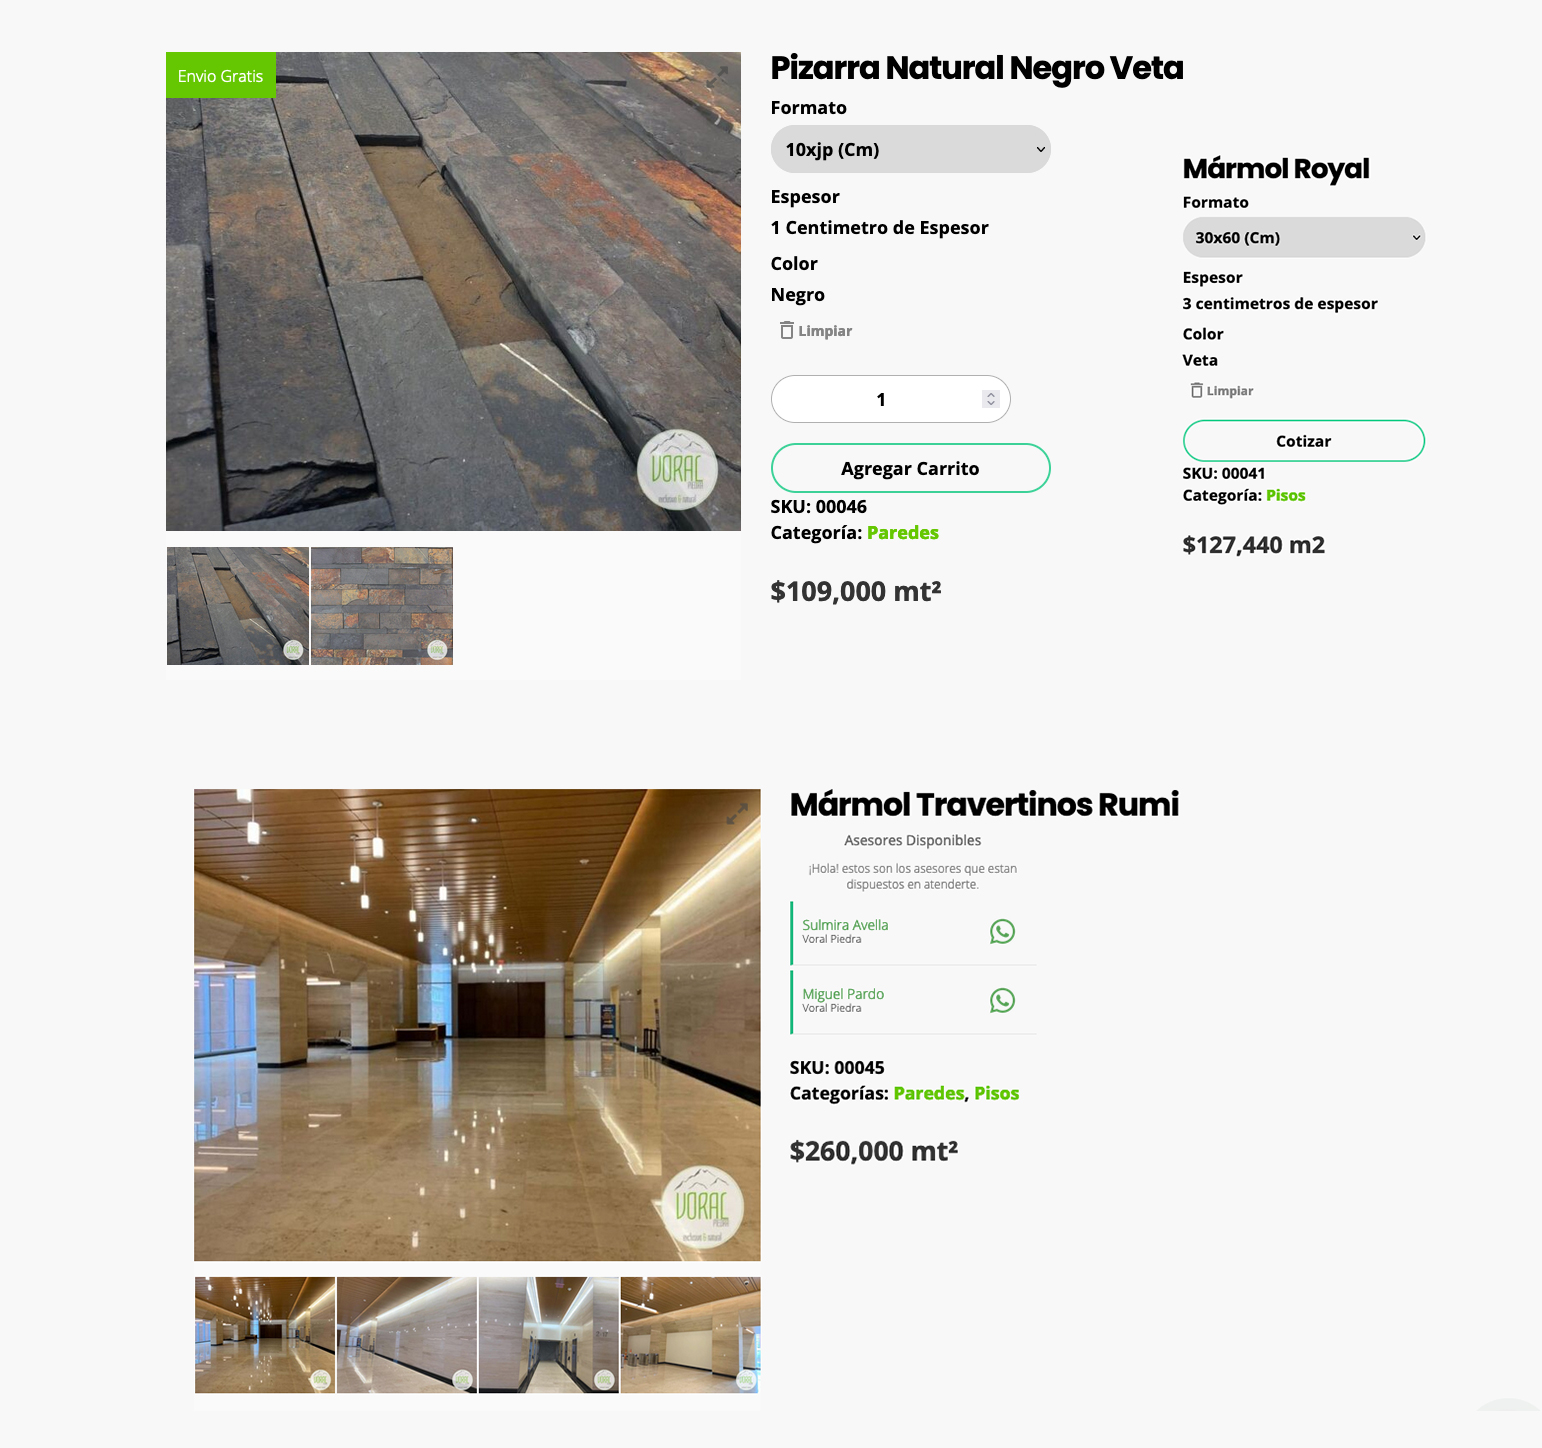 Envio Gratis
VORAL
PIEDRA
exclusivo & natural
Pizarra Natural Negro Veta
Formato
10xjp (Cm)
Espesor
1 Centimetro de Espesor
Color
Negro
Limpiar
1
Agregar Carrito
SKU: 00046
Categoría: Paredes
$109,000 mt²
Mármol Royal
Formato
30x60 (Cm)
Espesor
3 centimetros de espesor
Color
Veta
Limpiar
Cotizar
SKU: 00041
Categoría: Pisos
$127,440 m2
VORAL
PIEDRA
exclusivo & natural
Mármol Travertinos Rumi
Asesores Disponibles
¡Hola! estos son los asesores que estan
dispuestos en atenderte.
Sulmira Avella
Voral Piedra
Miguel Pardo
Voral Piedra
SKU: 00045
Categorías: Paredes, Pisos
$260,000 mt²